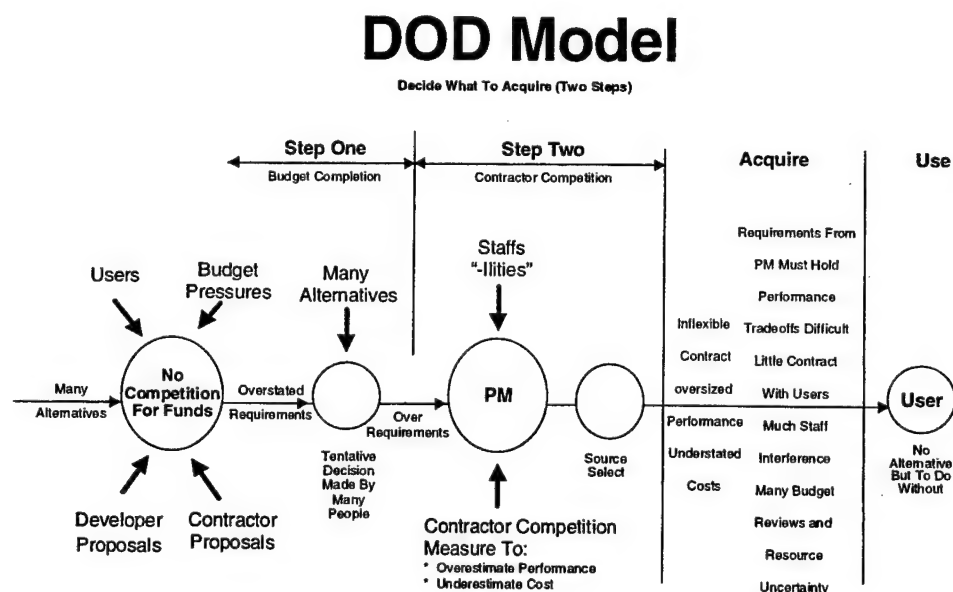 DOD Model
Decide What To Acquire (Two Steps)
Step One
Budget Completion
Step Two
Contractor Competition
Acquire
Use
Users
Budget
Pressures
Many
Alternatives
Staffs
"-Ilities"
Many
Alternatives
No
Competition
For Funds
Overstated
Requirements
Over
Requirements
PM
Tentative
Decision
Made By
Many
People
Source
Select
Developer
Proposals
Contractor
Proposals
Contractor Competition
Measure To:
* Overestimate Performance
* Underestimate Cost
Inflexible
Contract
oversized
Performance
Understated
Costs
Requirements From
PM Must Hold
Performance
Tradeoffs Difficult
Little Contract
With Users
Much Staff
Interference
Many Budget
Reviews and
Resource
Uncertainty
User
No
Alternative
But To Do
Without